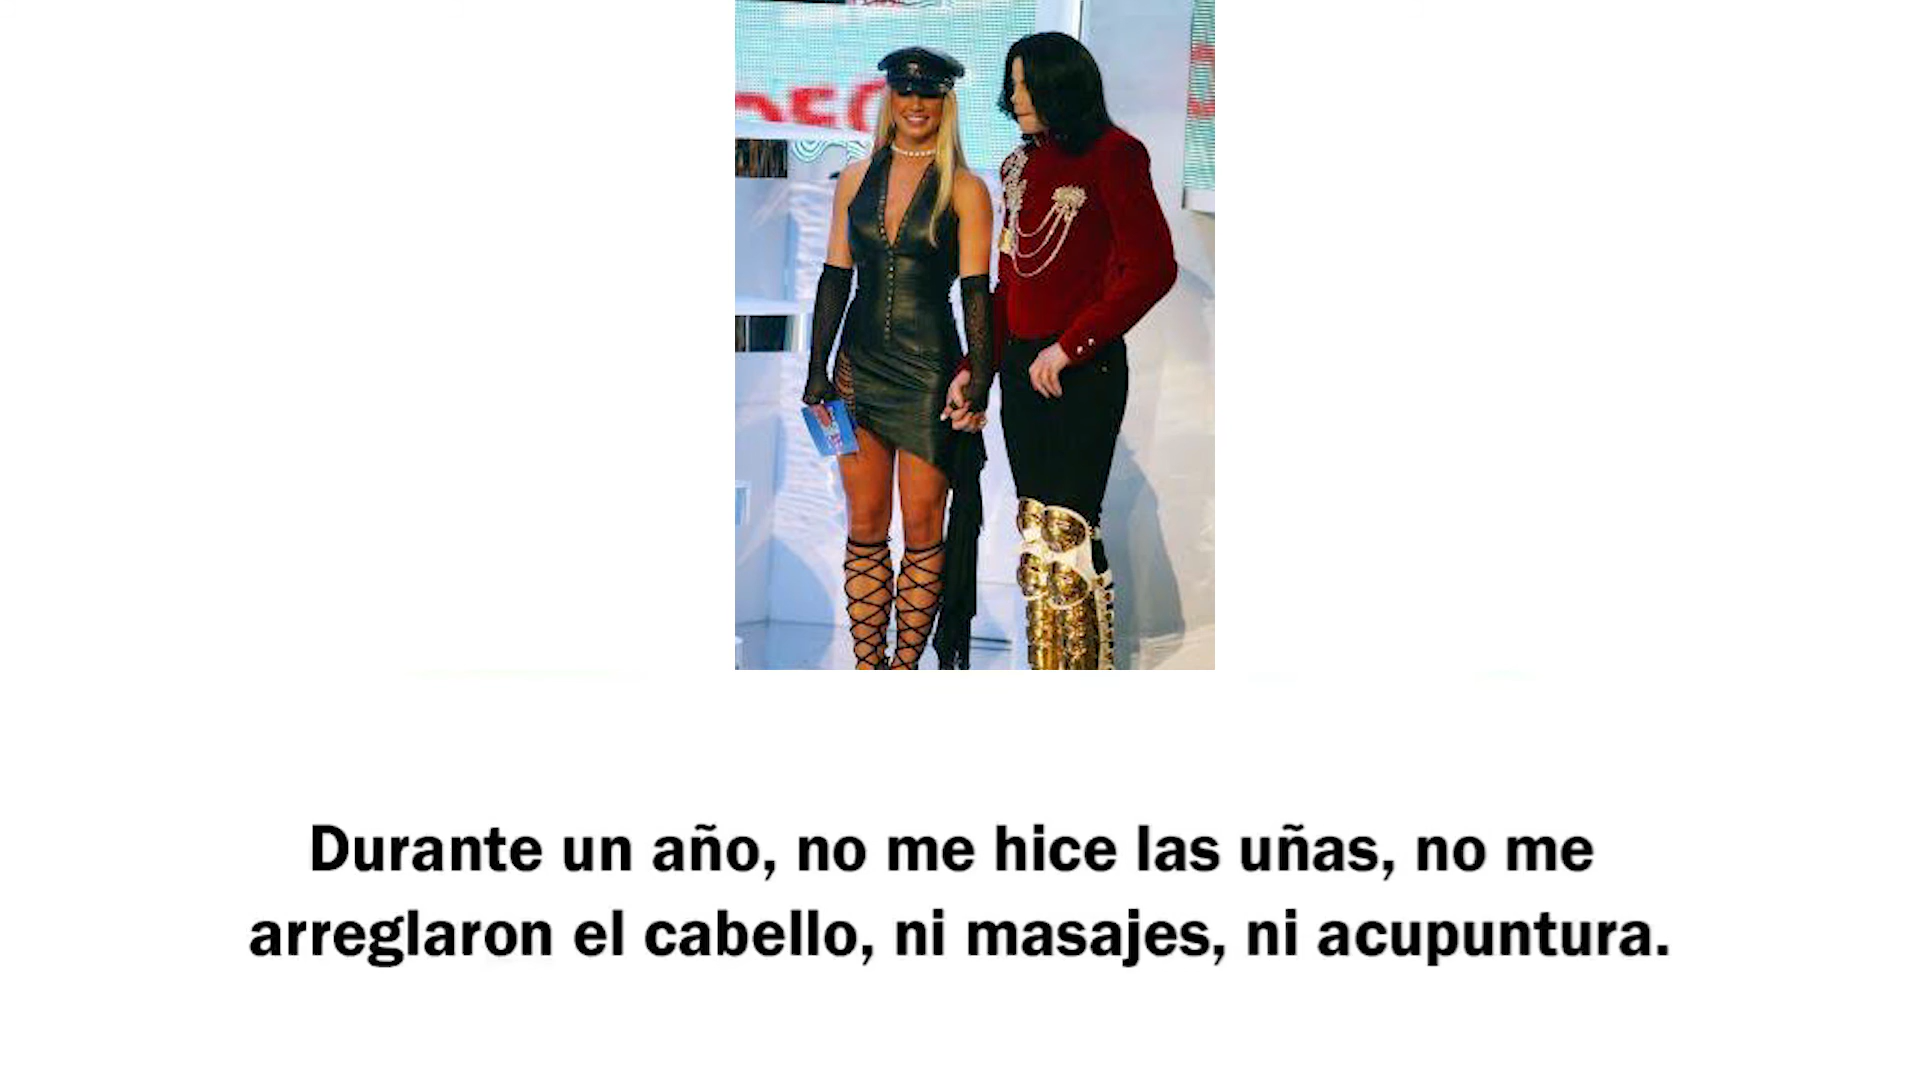 Durante un año, no me hice las uñas, no me
arreglaron el cabello, ni masajes, ni acupuntura.